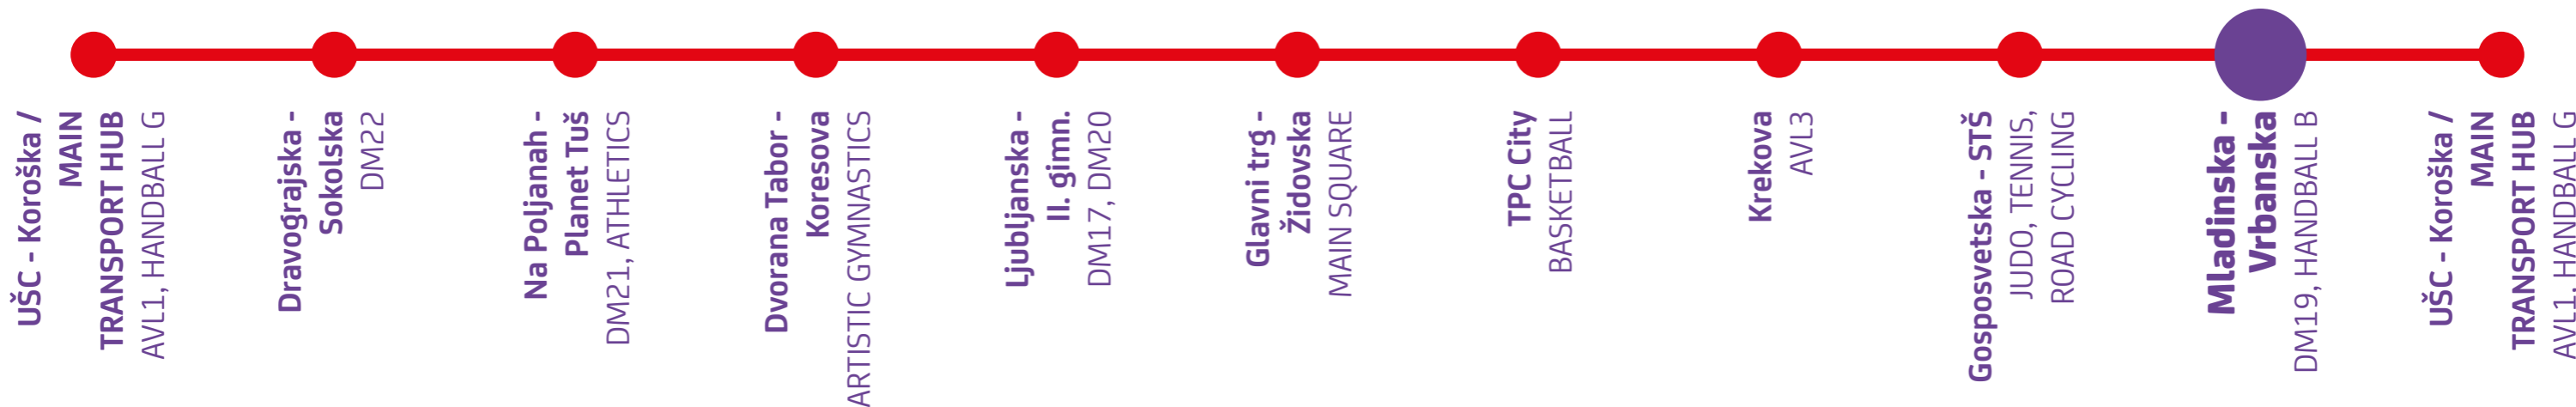 UŠC - Koroška /
MAIN
TRANSPORT HUB
AVL1, HANDBALL G
Dravograjska -
Sokolska
DM22
Na Poljanah -
Planet Tuš
DM21, ATHLETICS
Dvorana Tabor -
Koresova
ARTISTIC GYMNASTICS
Ljubljanska -
II. gimn.
DM17, DM20
Glavni trg -
Židovska
MAIN SQUARE
TPC City
BASKETBALL
Krekova
AVL3
Gosposvetska - STŠ
JUDO, TENNIS,
ROAD CYCLING
Mladinska -
Vrbanska
DM19, HANDBALL B
UŠC - Koroška /
MAIN
TRANSPORT HUB
AVL1, HANDBALL G